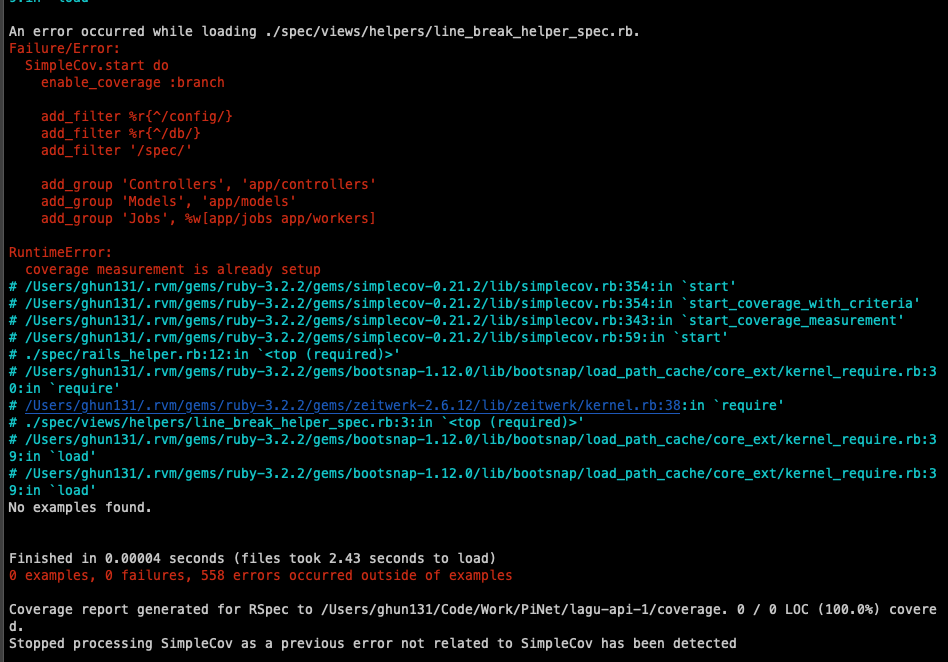 9:in `load'
An error occurred while loading ./spec/views/helpers/line_break_helper_spec.rb.
Failure/Error:
  SimpleCov.start do
    enable_coverage :branch

    add_filter %r{^/config/}
    add_filter %r{^/db/}
    add_filter '/spec/'

    add_group 'Controllers', 'app/controllers'
    add_group 'Models', 'app/models'
    add_group 'Jobs', %w[app/jobs app/workers]

RuntimeError:
  coverage measurement is already setup
# /Users/ghun131/.rvm/gems/ruby-3.2.2/gems/simplecov-0.21.2/lib/simplecov.rb:354:in `start'
# /Users/ghun131/.rvm/gems/ruby-3.2.2/gems/simplecov-0.21.2/lib/simplecov.rb:354:in `start_coverage_with_criteria'
# /Users/ghun131/.rvm/gems/ruby-3.2.2/gems/simplecov-0.21.2/lib/simplecov.rb:343:in `start_coverage_measurement'
# /Users/ghun131/.rvm/gems/ruby-3.2.2/gems/simplecov-0.21.2/lib/simplecov.rb:59:in `start'
# ./spec/rails_helper.rb:12:in `<top (required)>'
# /Users/ghun131/.rvm/gems/ruby-3.2.2/gems/bootsnap-1.12.0/lib/bootsnap/load_path_cache/core_ext/kernel_require.rb:3
0:in `require'
# /Users/ghun131/.rvm/gems/ruby-3.2.2/gems/zeitwerk-2.6.12/lib/zeitwerk/kernel.rb:38:in `require'
# ./spec/views/helpers/line_break_helper_spec.rb:3:in `<top (required)>'
# /Users/ghun131/.rvm/gems/ruby-3.2.2/gems/bootsnap-1.12.0/lib/bootsnap/load_path_cache/core_ext/kernel_require.rb:3
9:in `load'
# /Users/ghun131/.rvm/gems/ruby-3.2.2/gems/bootsnap-1.12.0/lib/bootsnap/load_path_cache/core_ext/kernel_require.rb:3
9:in `load'
No examples found.

Finished in 0.00004 seconds (files took 2.43 seconds to load)
0 examples, 0 failures, 558 errors occurred outside of examples

Coverage report generated for RSpec to /Users/ghun131/Code/Work/PiNet/lagu-api-1/coverage. 0 / 0 LOC (100.0%) covere
d.
Stopped processing SimpleCov as a previous error not related to SimpleCov has been detected